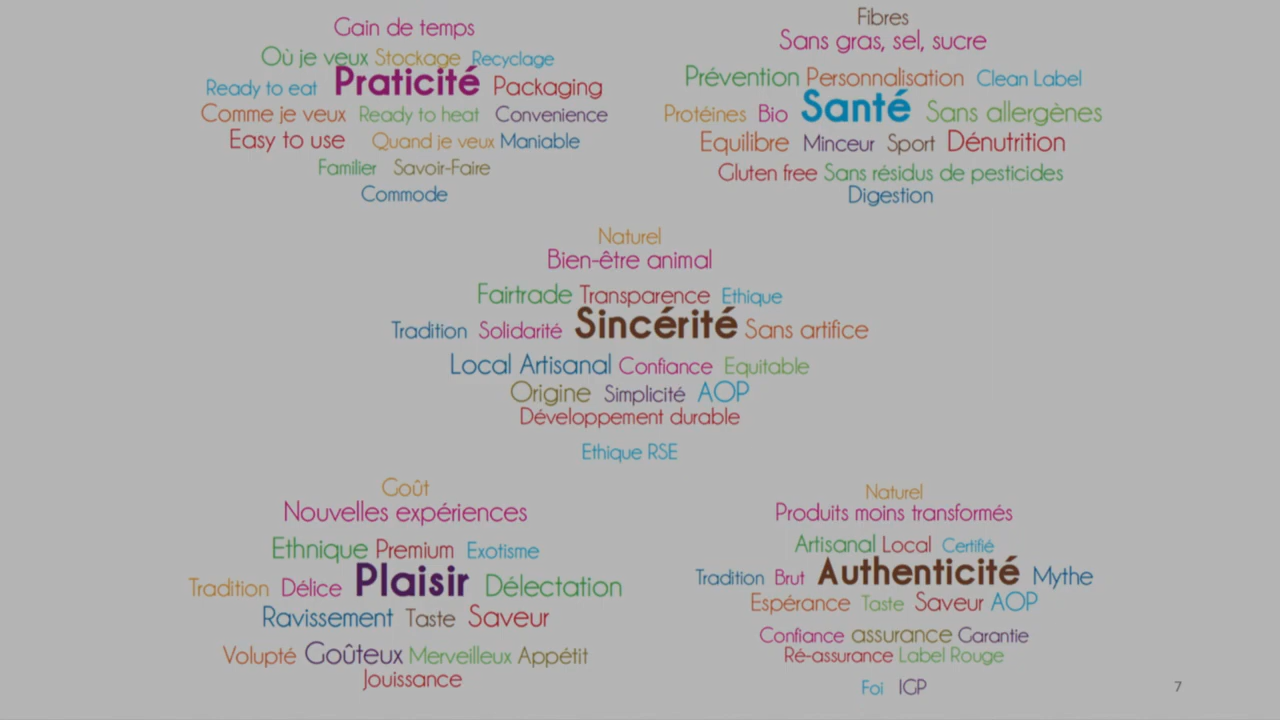 Gain de temps
Où je veux Stockage Recyclage
Ready to eat Praticité Packaging
Comme je veux Ready to heat Convenience
Easy to use Quand je veux Maniable
Familier Savoir-Faire
Commode
Fibres
Sans gras, sel, sucre
Prévention Personnalisation Clean Label
Protéines Bio Santé Sans allergènes
Equilibre Minceur Sport Dénutrition
Gluten free Sans résidus de pesticides
Digestion
Naturel
Bien-être animal
Fairtrade Transparence Ethique
Tradition Solidarité Sincérité Sans artifice
Local Artisanal Confiance Equitable
Origine Simplicité AOP
Développement durable
Ethique RSE
Goût
Nouvelles expériences
Ethnique Premium Exotisme
Tradition Délice Plaisir Délectation
Ravissement Taste Saveur
Volupté Goûteux Merveilleux Appétit
Jouissance
Naturel
Produits moins transformés
Artisanal Local Certifié
Tradition Brut Authenticité Mythe
Espérance Taste Saveur AOP
Confiance assurance Garantie
Ré-assurance Label Rouge
Foi IGP
7